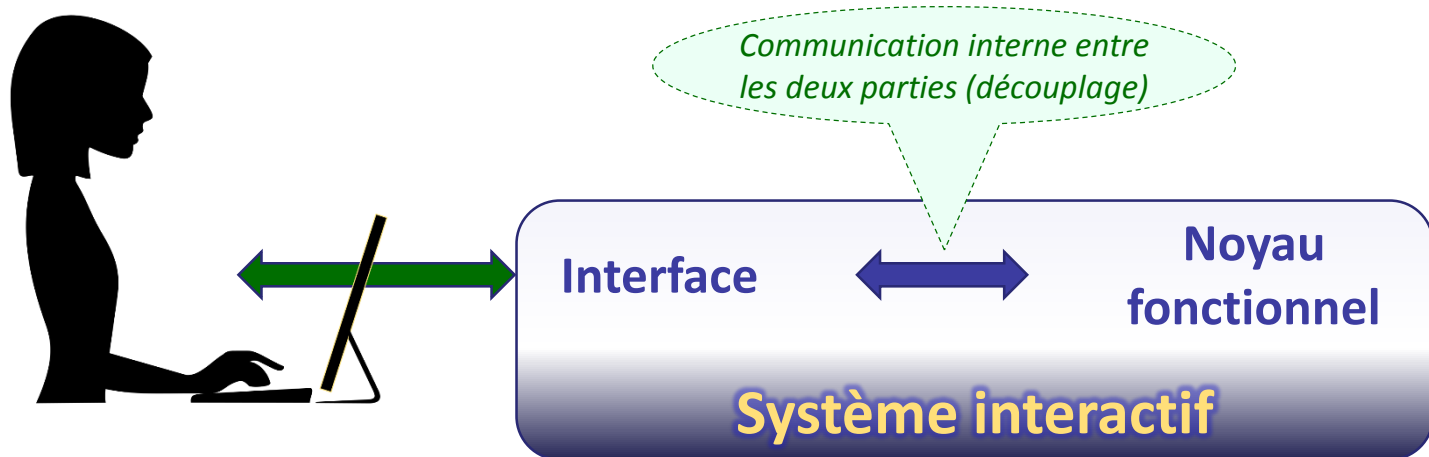 Communication interne entre
les deux parties (découplage)
Interface
Noyau
fonctionnel
Système interactif